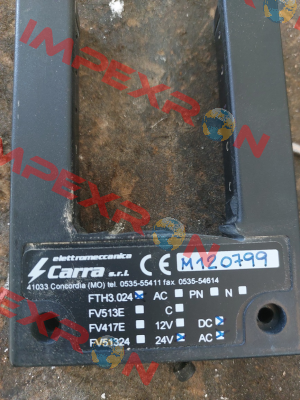 IMPEXRON
IMPEXRON
elettromeccanica
Carra s.r.l. CE M120799
41033 Concordia (MO) tel. 0535-55411 fax. 0535-54614
FTH3.024 AC PN N
FV513E C
FV417E 12V DC
FV51324 24V AC